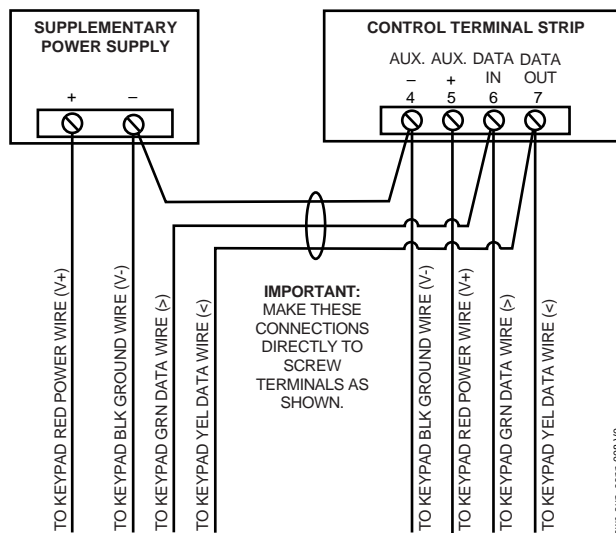 SUPPLEMENTARY
POWER SUPPLY
+ –
CONTROL TERMINAL STRIP
AUX. AUX. DATA DATA
– + IN OUT
4 5 6 7
IMPORTANT:
MAKE THESE
CONNECTIONS
DIRECTLY TO
SCREW
TERMINALS AS
SHOWN.
TO KEYPAD RED POWER WIRE (V+)
TO KEYPAD BLK GROUND WIRE (V-)
TO KEYPAD GRN DATA WIRE (>)
TO KEYPAD YEL DATA WIRE (<)
TO KEYPAD BLK GROUND WIRE (V-)
TO KEYPAD RED POWER WIRE (V+)
TO KEYPAD GRN DATA WIRE (>)
TO KEYPAD YEL DATA WIRE (<)